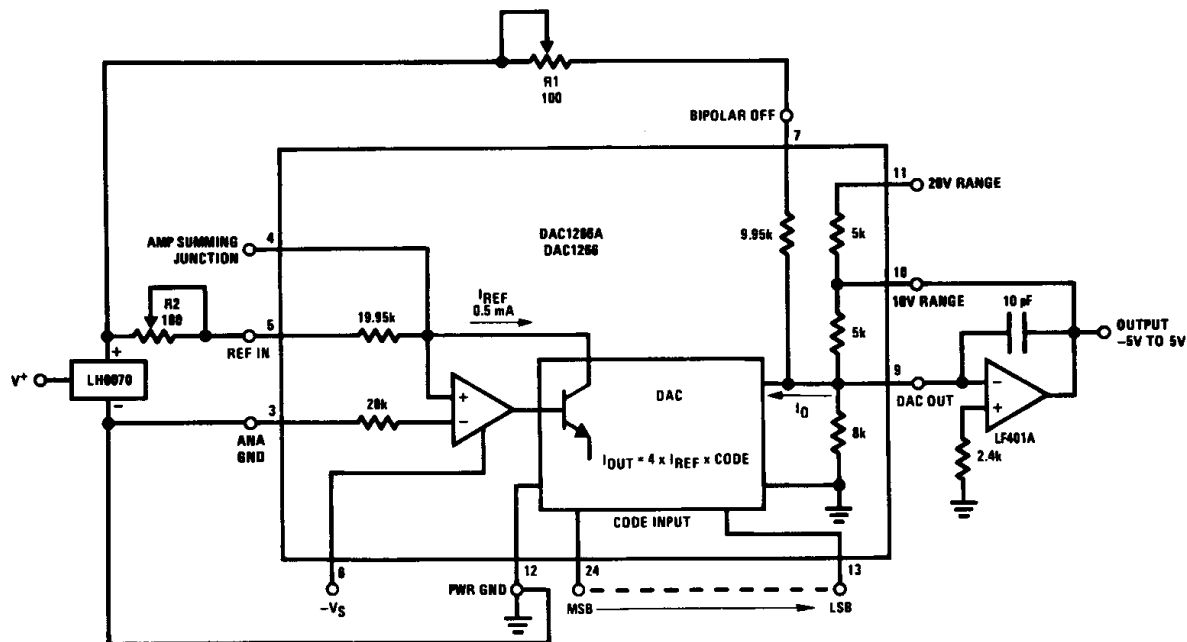 R1
100
BIPOLAR OFF
7
11
20V RANGE
AMP SUMMING
JUNCTION
4
DAC1266A
DAC1266
9.95k
5k
10
10V RANGE
R2
100
5
REF IN
19.95k
IREF
0.5 mA
5k
10 pF
OUTPUT
–5V TO 5V
V+
LH0070
+
–
DAC
9
DAC OUT
IO
3
ANA
GND
20k
+
–
–
+
LF401A
8k
2.4k
IOUT = 4 x IREF x CODE
CODE INPUT
6
12
24
13
–VS
PWR GND
MSB
LSB